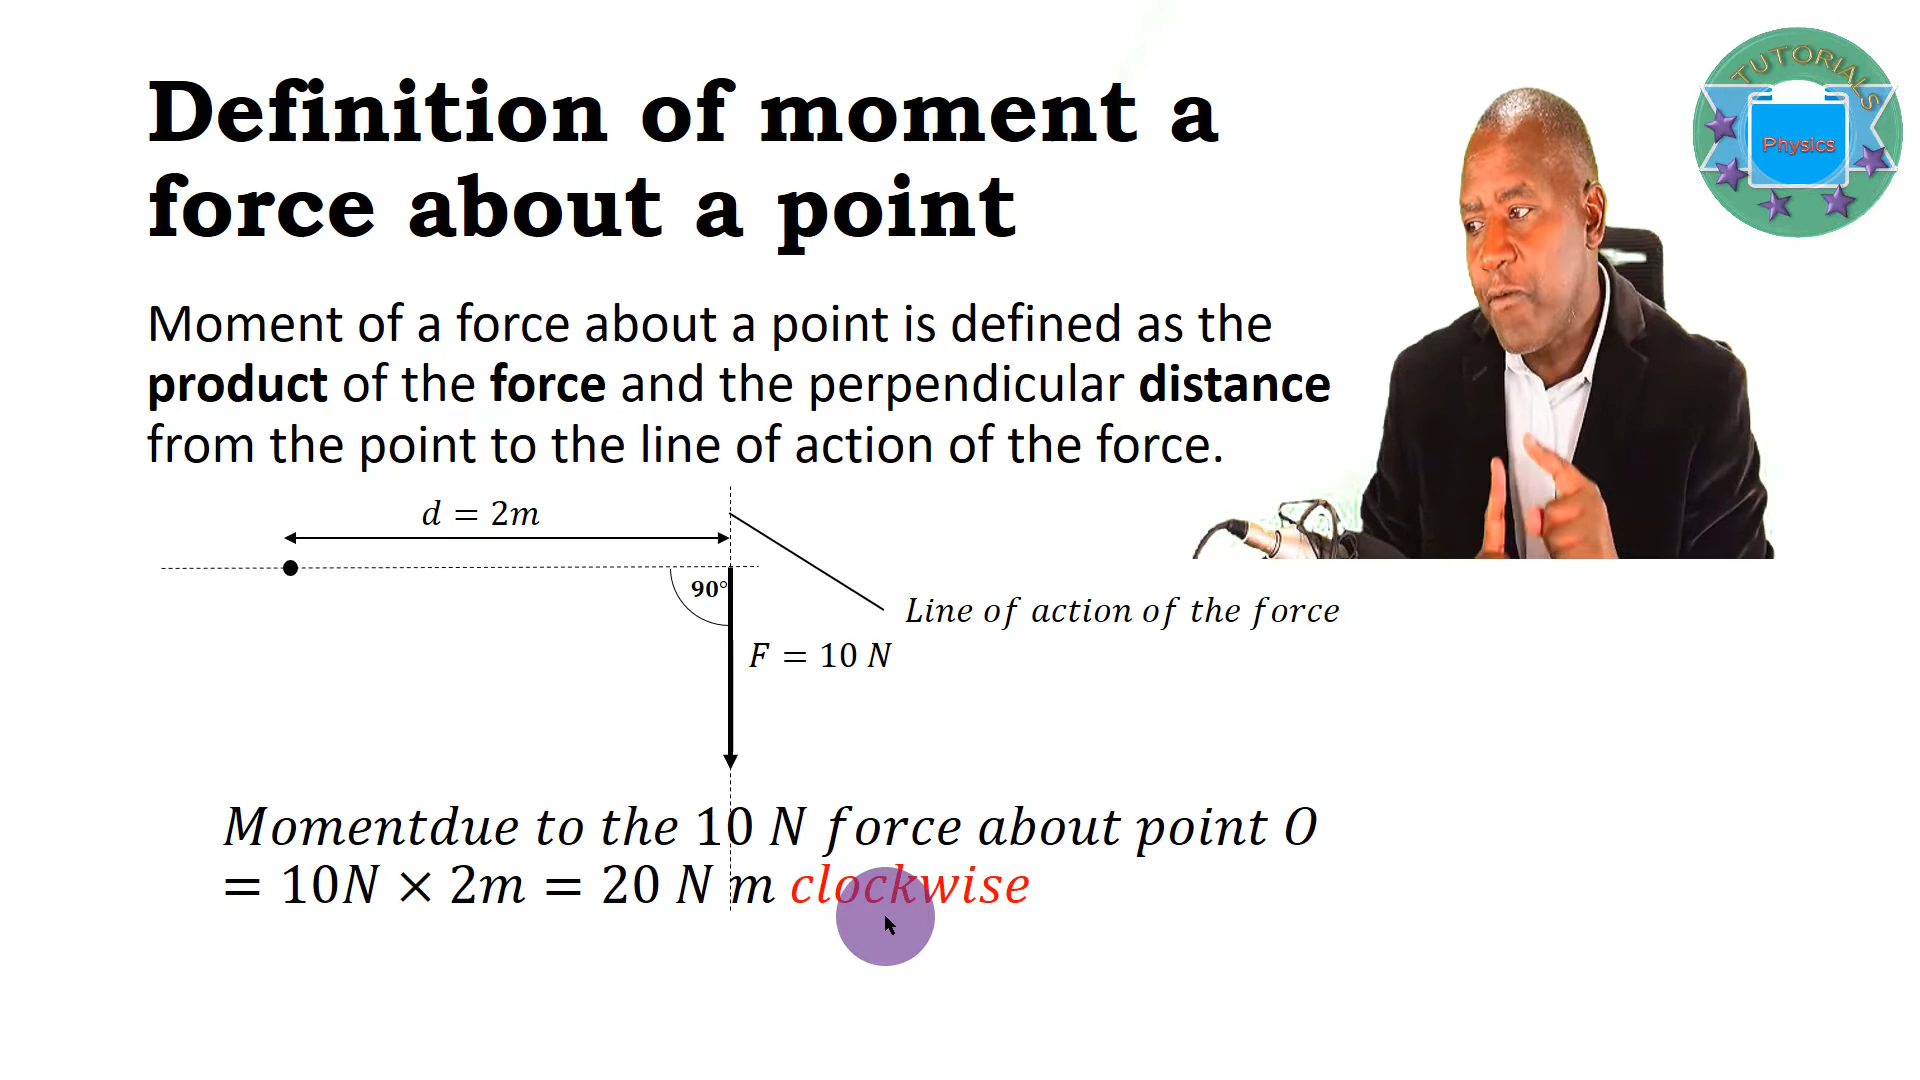 TUTORIALS
Physics
Definition of moment a
force about a point
Moment of a force about a point is defined as the
product of the force and the perpendicular distance
from the point to the line of action of the force.
d = 2m
90°
Line of action of the force
F = 10 N
Momentdue to the 10 N force about point O
= 10N × 2m = 20 N m clockwise